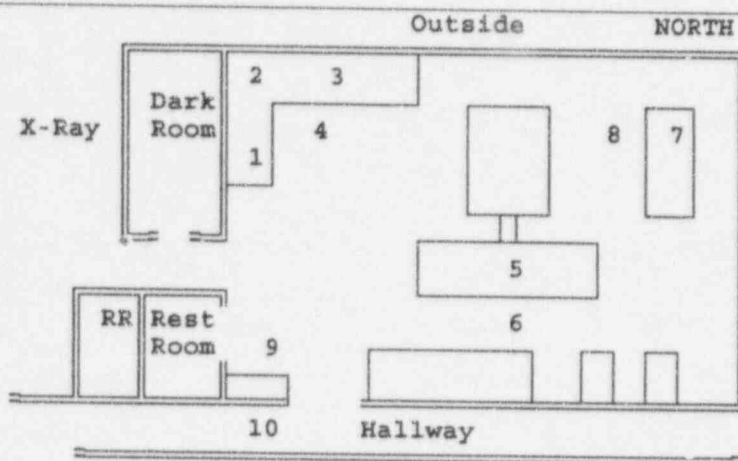 Outside NORTH
2 3
Dark
Room
X-Ray
4 8 7
1
5
6
RR Rest
Room
9
10 Hallway